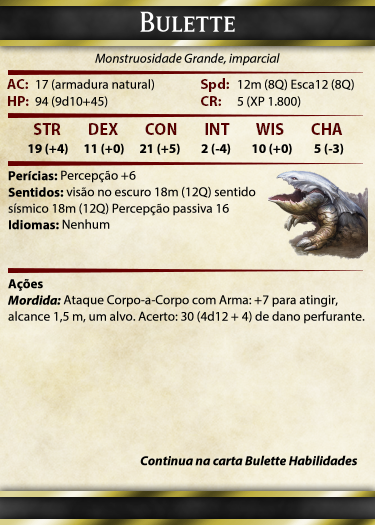 BULETTE
Monstruosidade Grande, imparcial
AC: 17 (armadura natural) Spd: 12m (8Q) Esca12 (8Q)
HP: 94 (9d10+45) CR: 5 (XP 1.800)
STR DEX CON INT WIS CHA
19 (+4) 11 (+0) 21 (+5) 2 (-4) 10 (+0) 5 (-3)
Perícias: Percepção +6
Sentidos: visão no escuro 18m (12Q) sentido
sísmico 18m (12Q) Percepção passiva 16
Idiomas: Nenhum
Ações
Mordida: Ataque Corpo-a-Corpo com Arma: +7 para atingir,
alcance 1,5 m, um alvo. Acerto: 30 (4d12 + 4) de dano perfurante.
Continua na carta Bulette Habilidades